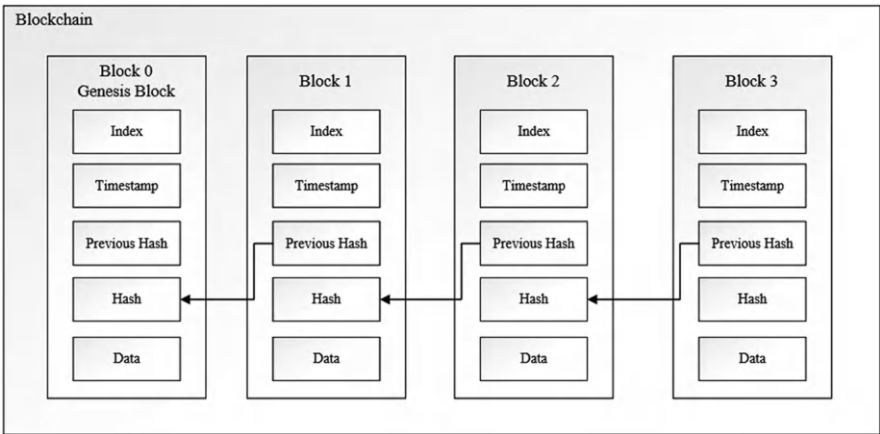 Blockchain
Block 0
Genesis Block
Index
Timestamp
Previous Hash
Hash
Data
Block 1
Index
Timestamp
Previous Hash
Hash
Data
Block 2
Index
Timestamp
Previous Hash
Hash
Data
Block 3
Index
Timestamp
Previous Hash
Hash
Data